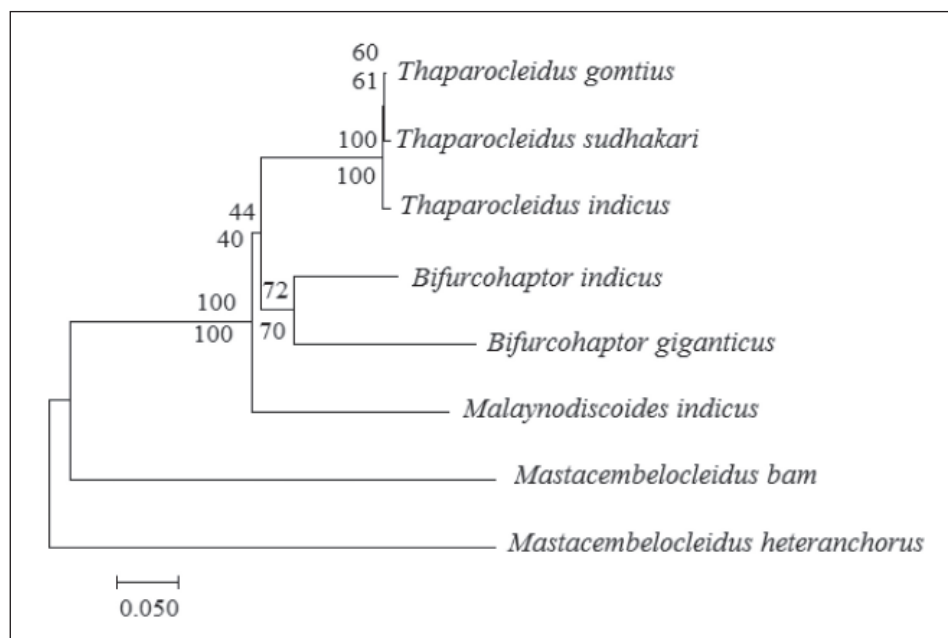 60
61 Thaparocleidus gomtius
100 Thaparocleidus sudhakari
100
Thaparocleidus indicus
44
40
Bifurcohaptor indicus
72
100
100 70
Bifurcohaptor giganticus
Malaynodiscoides indicus
Mastacembelocleidus bam
Mastacembelocleidus heteranchorus
0.050